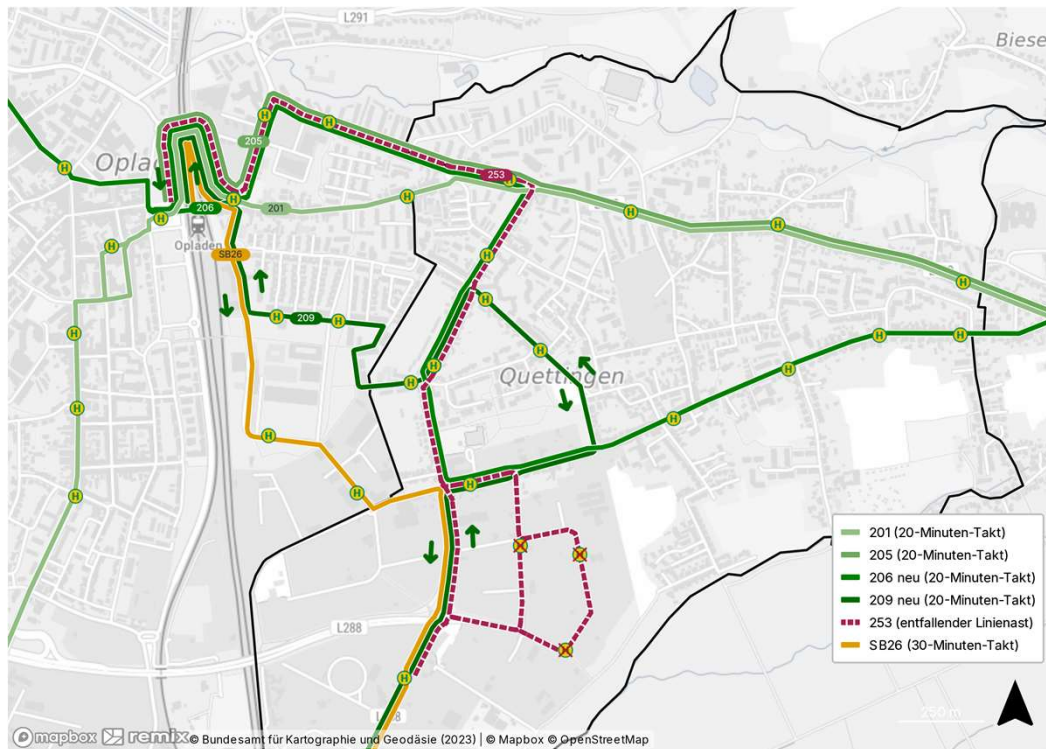 L291
Biese
205
Opla
253
206
201
Opladen
SB26
209
Quettingen
L288
201 (20-Minuten-Takt)
205 (20-Minuten-Takt)
206 neu (20-Minuten-Takt)
209 neu (20-Minuten-Takt)
253 (entfallender Linienast)
SB26 (30-Minuten-Takt)
250 m
mapbox remix © Bundesamt für Kartographie und Geodäsie (2023) | © Mapbox © OpenStreetMap